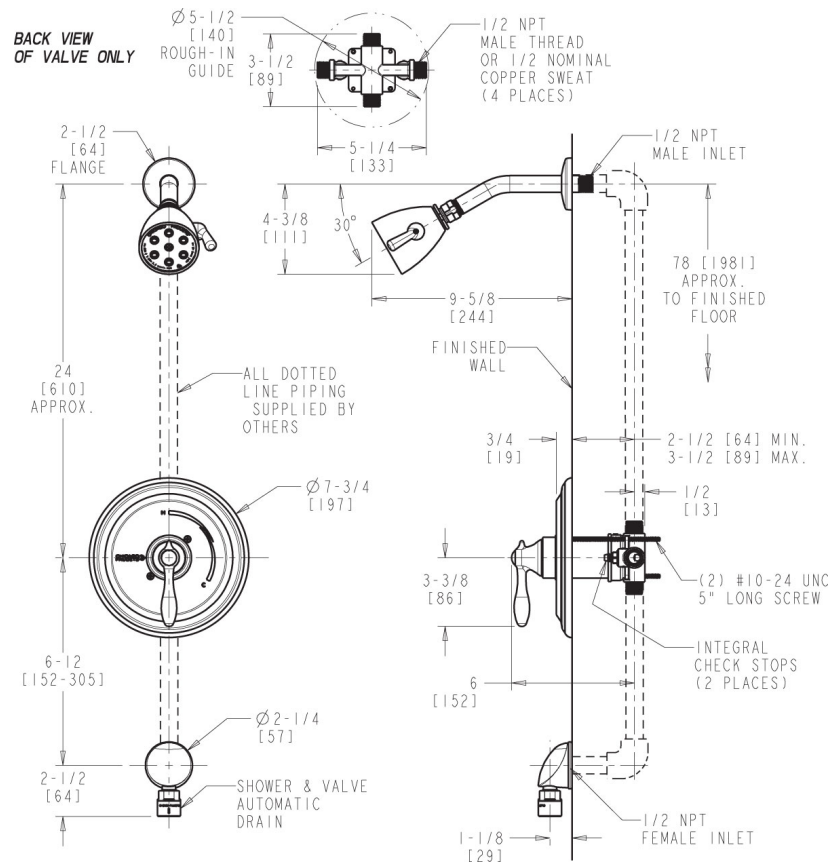 BACK VIEW
OF VALVE ONLY
Ø 5-1/2
[140]
ROUGH-IN
GUIDE
3-1/2
[89]
1/2 NPT
MALE THREAD
OR 1/2 NOMINAL
COPPER SWEAT
(4 PLACES)
5-1/4
[133]
2-1/2
[64]
FLANGE
1/2 NPT
MALE INLET
4-3/8
[111]
30°
78 [1981]
APPROX.
TO FINISHED
FLOOR
9-5/8
[244]
24
[610]
APPROX.
ALL DOTTED
LINE PIPING
SUPPLIED BY
OTHERS
FINISHED
WALL
3/4
[19]
2-1/2 [64] MIN.
3-1/2 [89] MAX.
Ø 7-3/4
[197]
1/2
[13]
H
C
3-3/8
[86]
(2) #10-24 UNC
5" LONG SCREW
6-12
[152-305]
INTEGRAL
CHECK STOPS
(2 PLACES)
6
[152]
Ø 2-1/4
[57]
2-1/2
[64]
SHOWER & VALVE
AUTOMATIC
DRAIN
1-1/8
[29]
1/2 NPT
FEMALE INLET